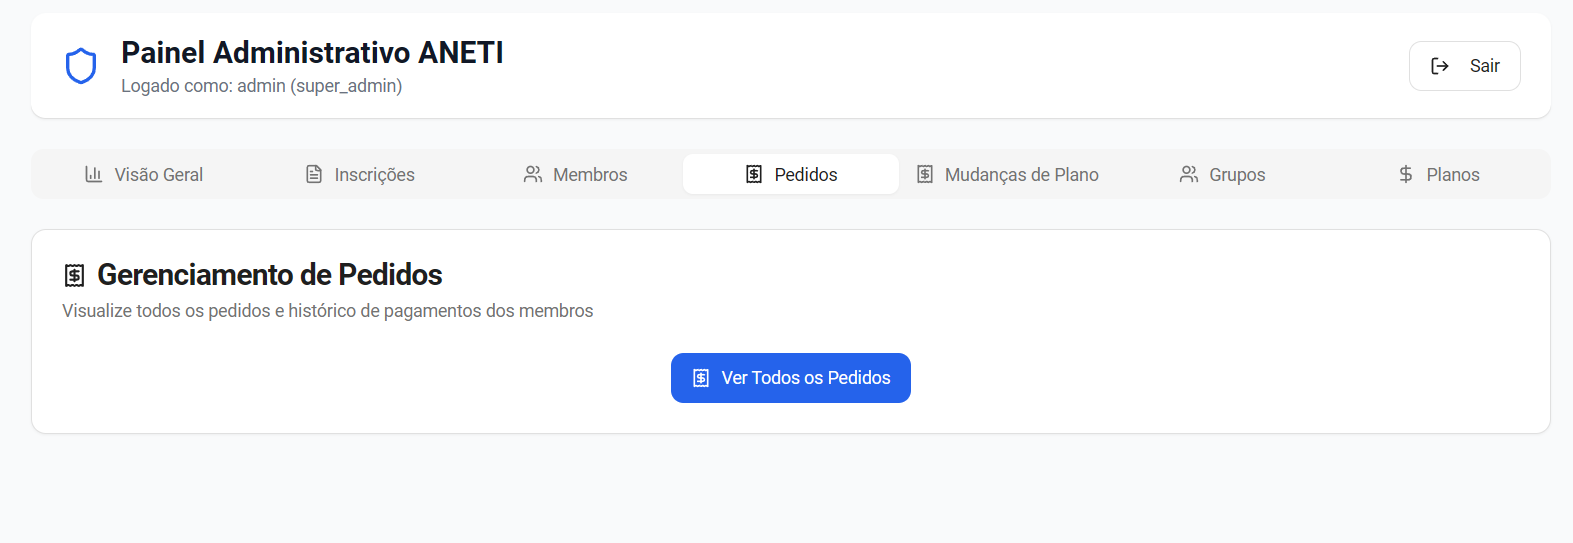 Painel Administrativo ANETI
Logado como: admin (super_admin)
Sair
Visão Geral
Inscrições
Membros
Pedidos
Mudanças de Plano
Grupos
Planos
Gerenciamento de Pedidos
Visualize todos os pedidos e histórico de pagamentos dos membros
Ver Todos os Pedidos